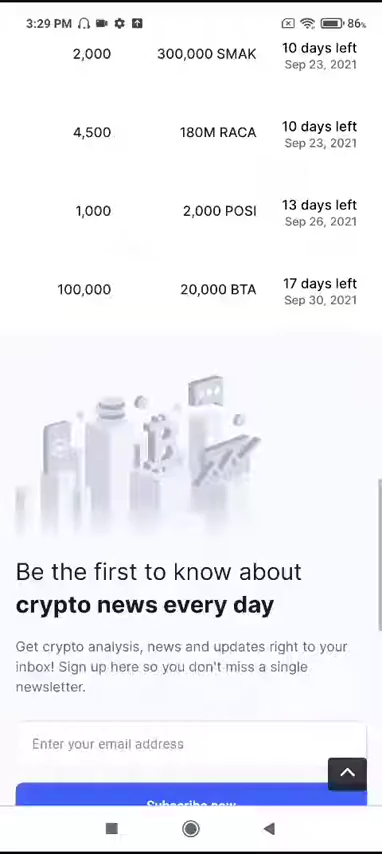 3:29 PM 86%
2,000 300,000 SMAK 10 days left
Sep 23, 2021
4,500 180M RACA 10 days left
Sep 23, 2021
1,000 2,000 POSI 13 days left
Sep 26, 2021
100,000 20,000 BTA 17 days left
Sep 30, 2021
Be the first to know about
crypto news every day
Get crypto analysis, news and updates right to your
inbox! Sign up here so you don't miss a single
newsletter.
Enter your email address
Subscribe now